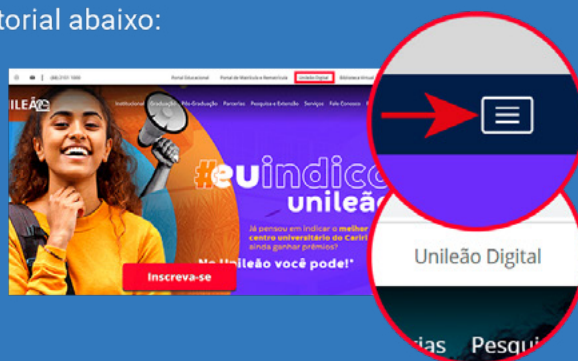 torial abaixo:
(88) 2101 1000
Portal Educacional Portal de Matrícula e Rematrícula Unileão Digital Biblioteca Virtual
NILEÃO
Institucional Graduação Pós-Graduação Parcerias Pesquisa e Extensão Serviços Fale Conosco
#euindico
unileão
Já pensou em indicar o melhor
centro universitário do Cariri
ainda ganhar prêmios?
Na Unileão você pode!*
Inscreva-se
Unileão Digital
ias Pesqui